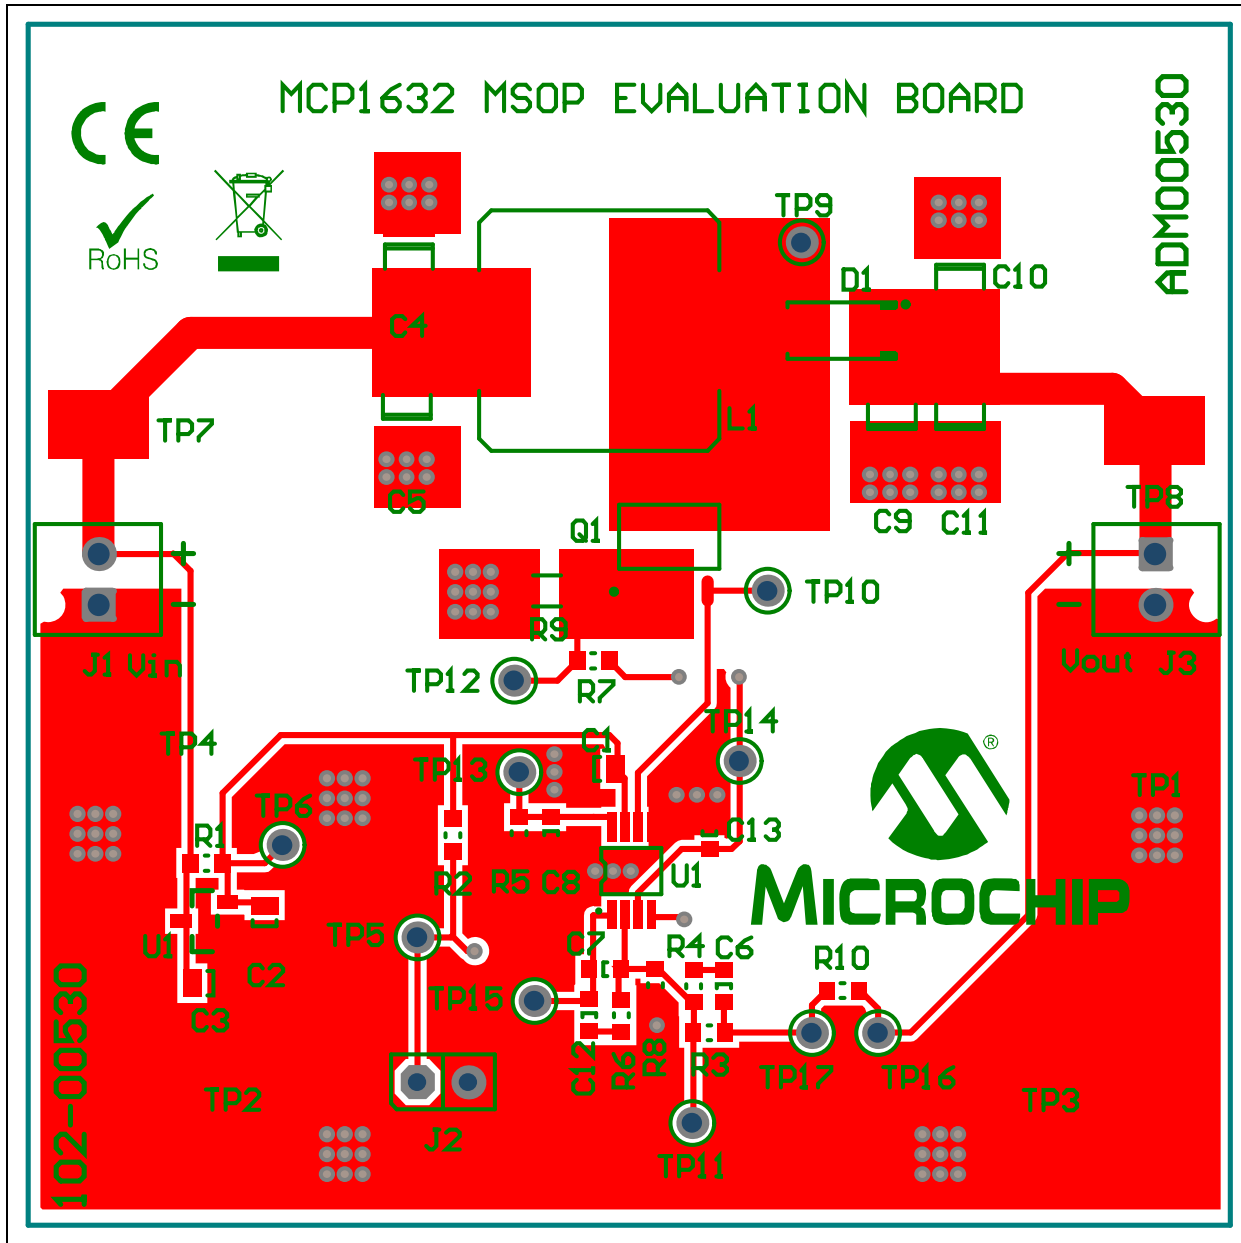 MCP1632 MSOP EVALUATION BOARD
ADM00530
CE
RoHS
TP9
D1
C10
C4
L1
TP7
C5
TP8
C9
C11
Q1
+
+
-
-
TP10
R9
J1 Vin
Vout J3
TP12
R7
TP14
TP4
C1
TP13
®
TP6
TP1
R1
C13
R2
R5
C8
U1
MICROCHIP
U1
TP5
C7
R4
C6
R10
C2
TP15
C3
C12
R6
R8
R3
TP17
TP16
TP2
TP3
J2
TP11
102-00530